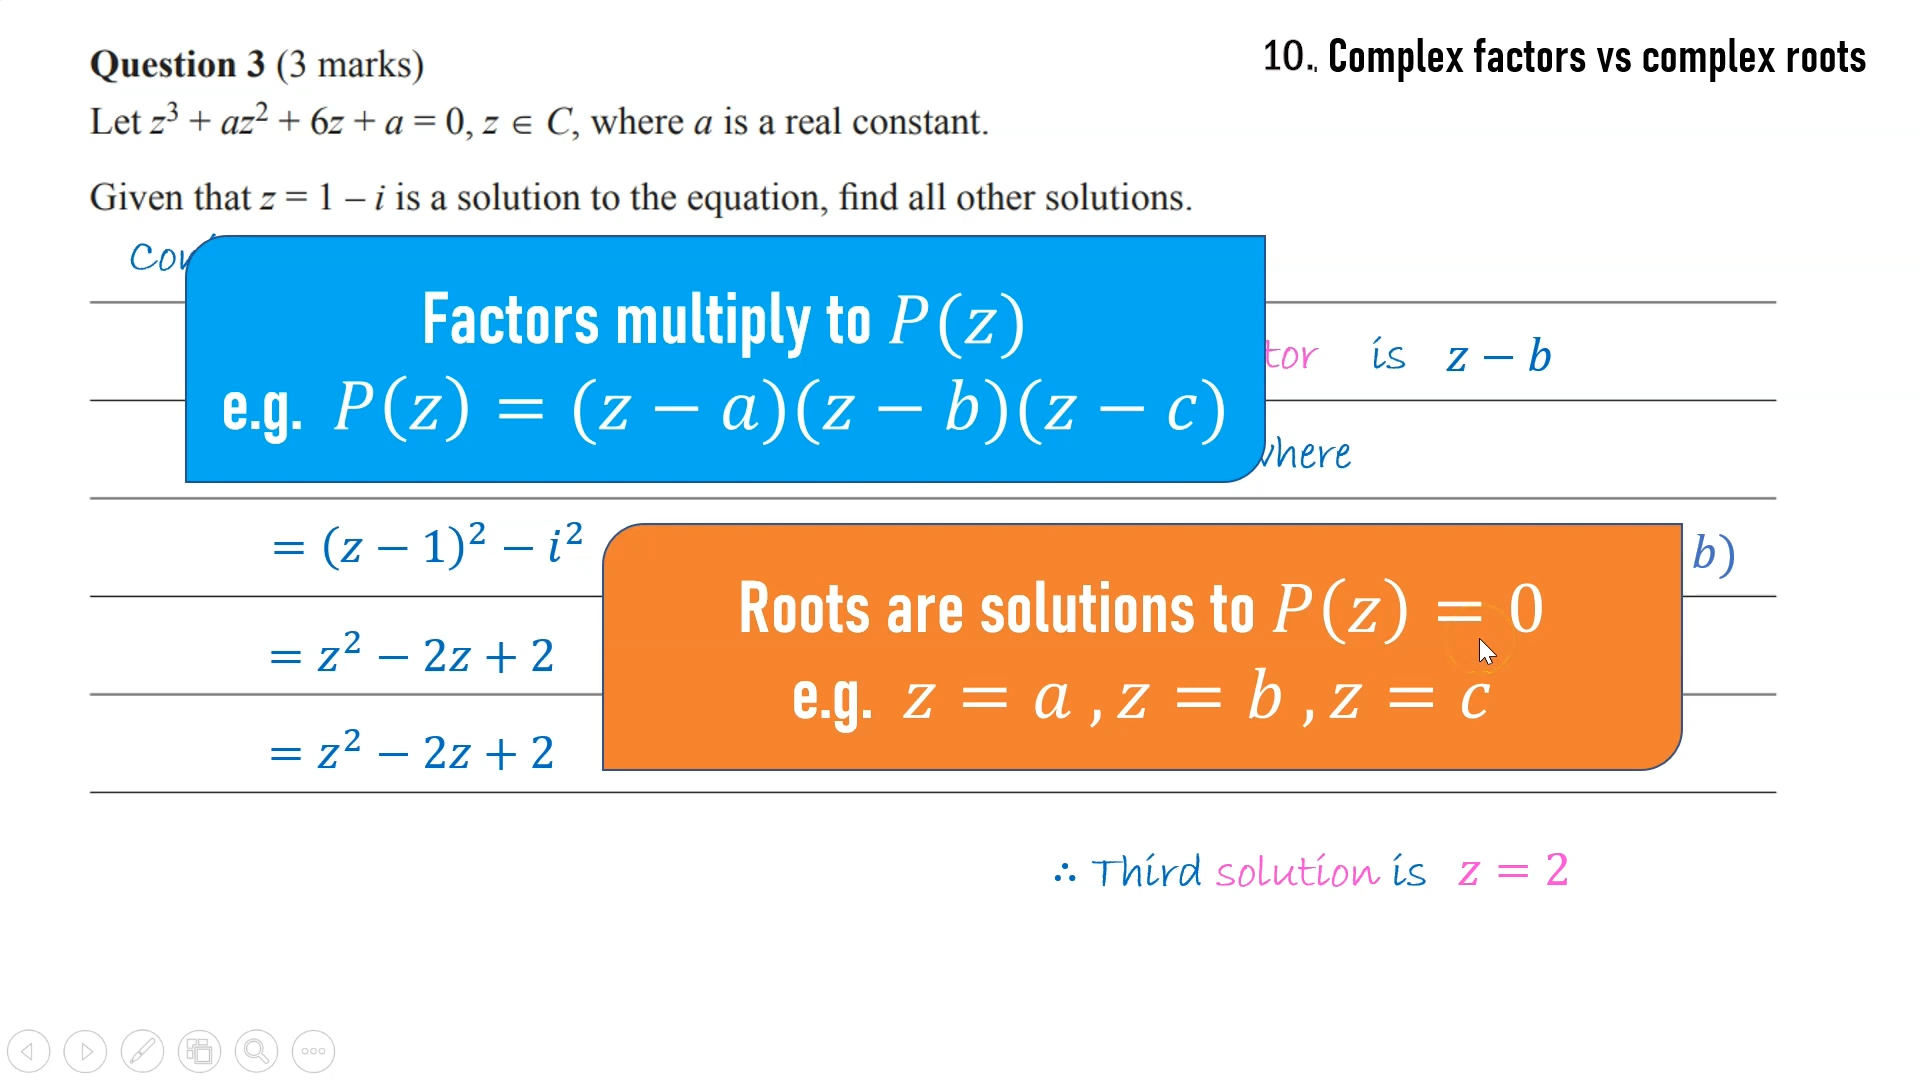 Question 3 (3 marks)
10. Complex factors vs complex roots
Let z³ + az² + 6z + a = 0, z ∈ C, where a is a real constant.
Given that z = 1 – i is a solution to the equation, find all other solutions.
Factors multiply to P(z)
e.g. P(z) = (z − a)(z − b)(z − c)
is z − b
= (z − 1)² − i²
b)
Roots are solutions to P(z) = 0
e.g. z = a , z = b , z = c
= z² − 2z + 2
= z² − 2z + 2
∴ Third solution is z = 2